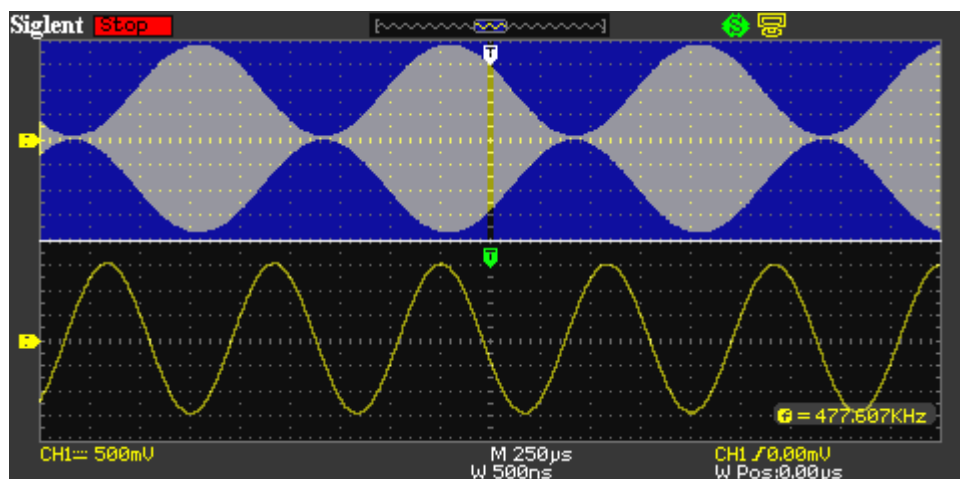 Siglent Stop
T
T
f = 477.607KHz
CH1 500mV M 250µs CH1 /0.00mV
W 500ns W Pos:0.00µs